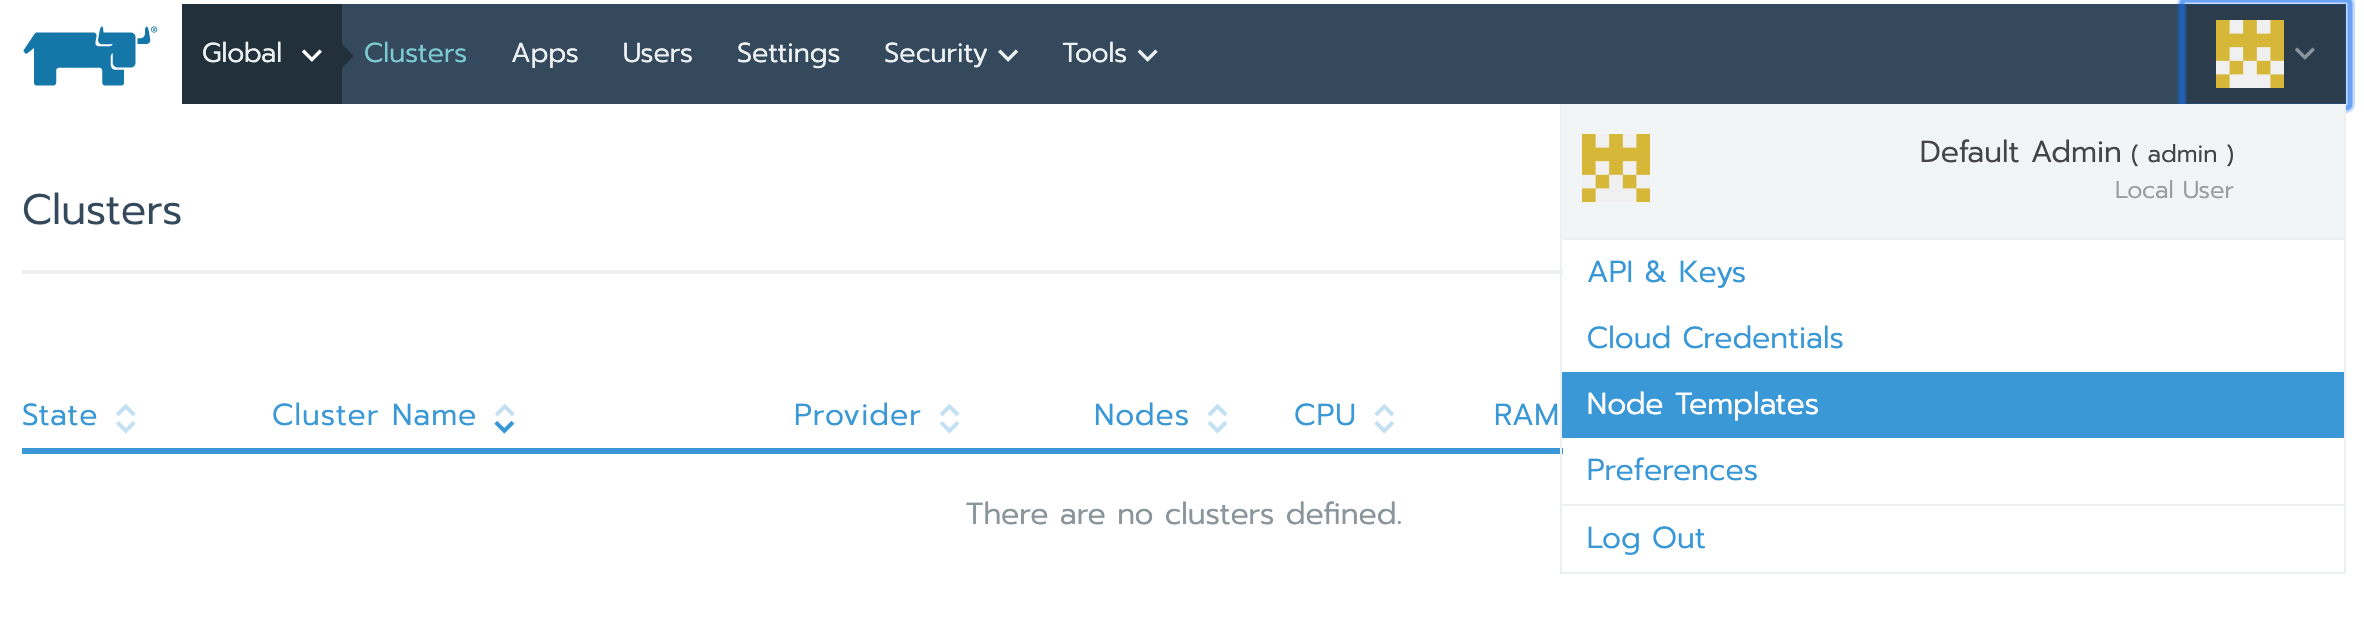 Global Clusters Apps Users Settings Security Tools
Default Admin ( admin )
Local User
Clusters
API & Keys
Cloud Credentials
Node Templates
Preferences
Log Out
State Cluster Name Provider Nodes CPU RAM
There are no clusters defined.